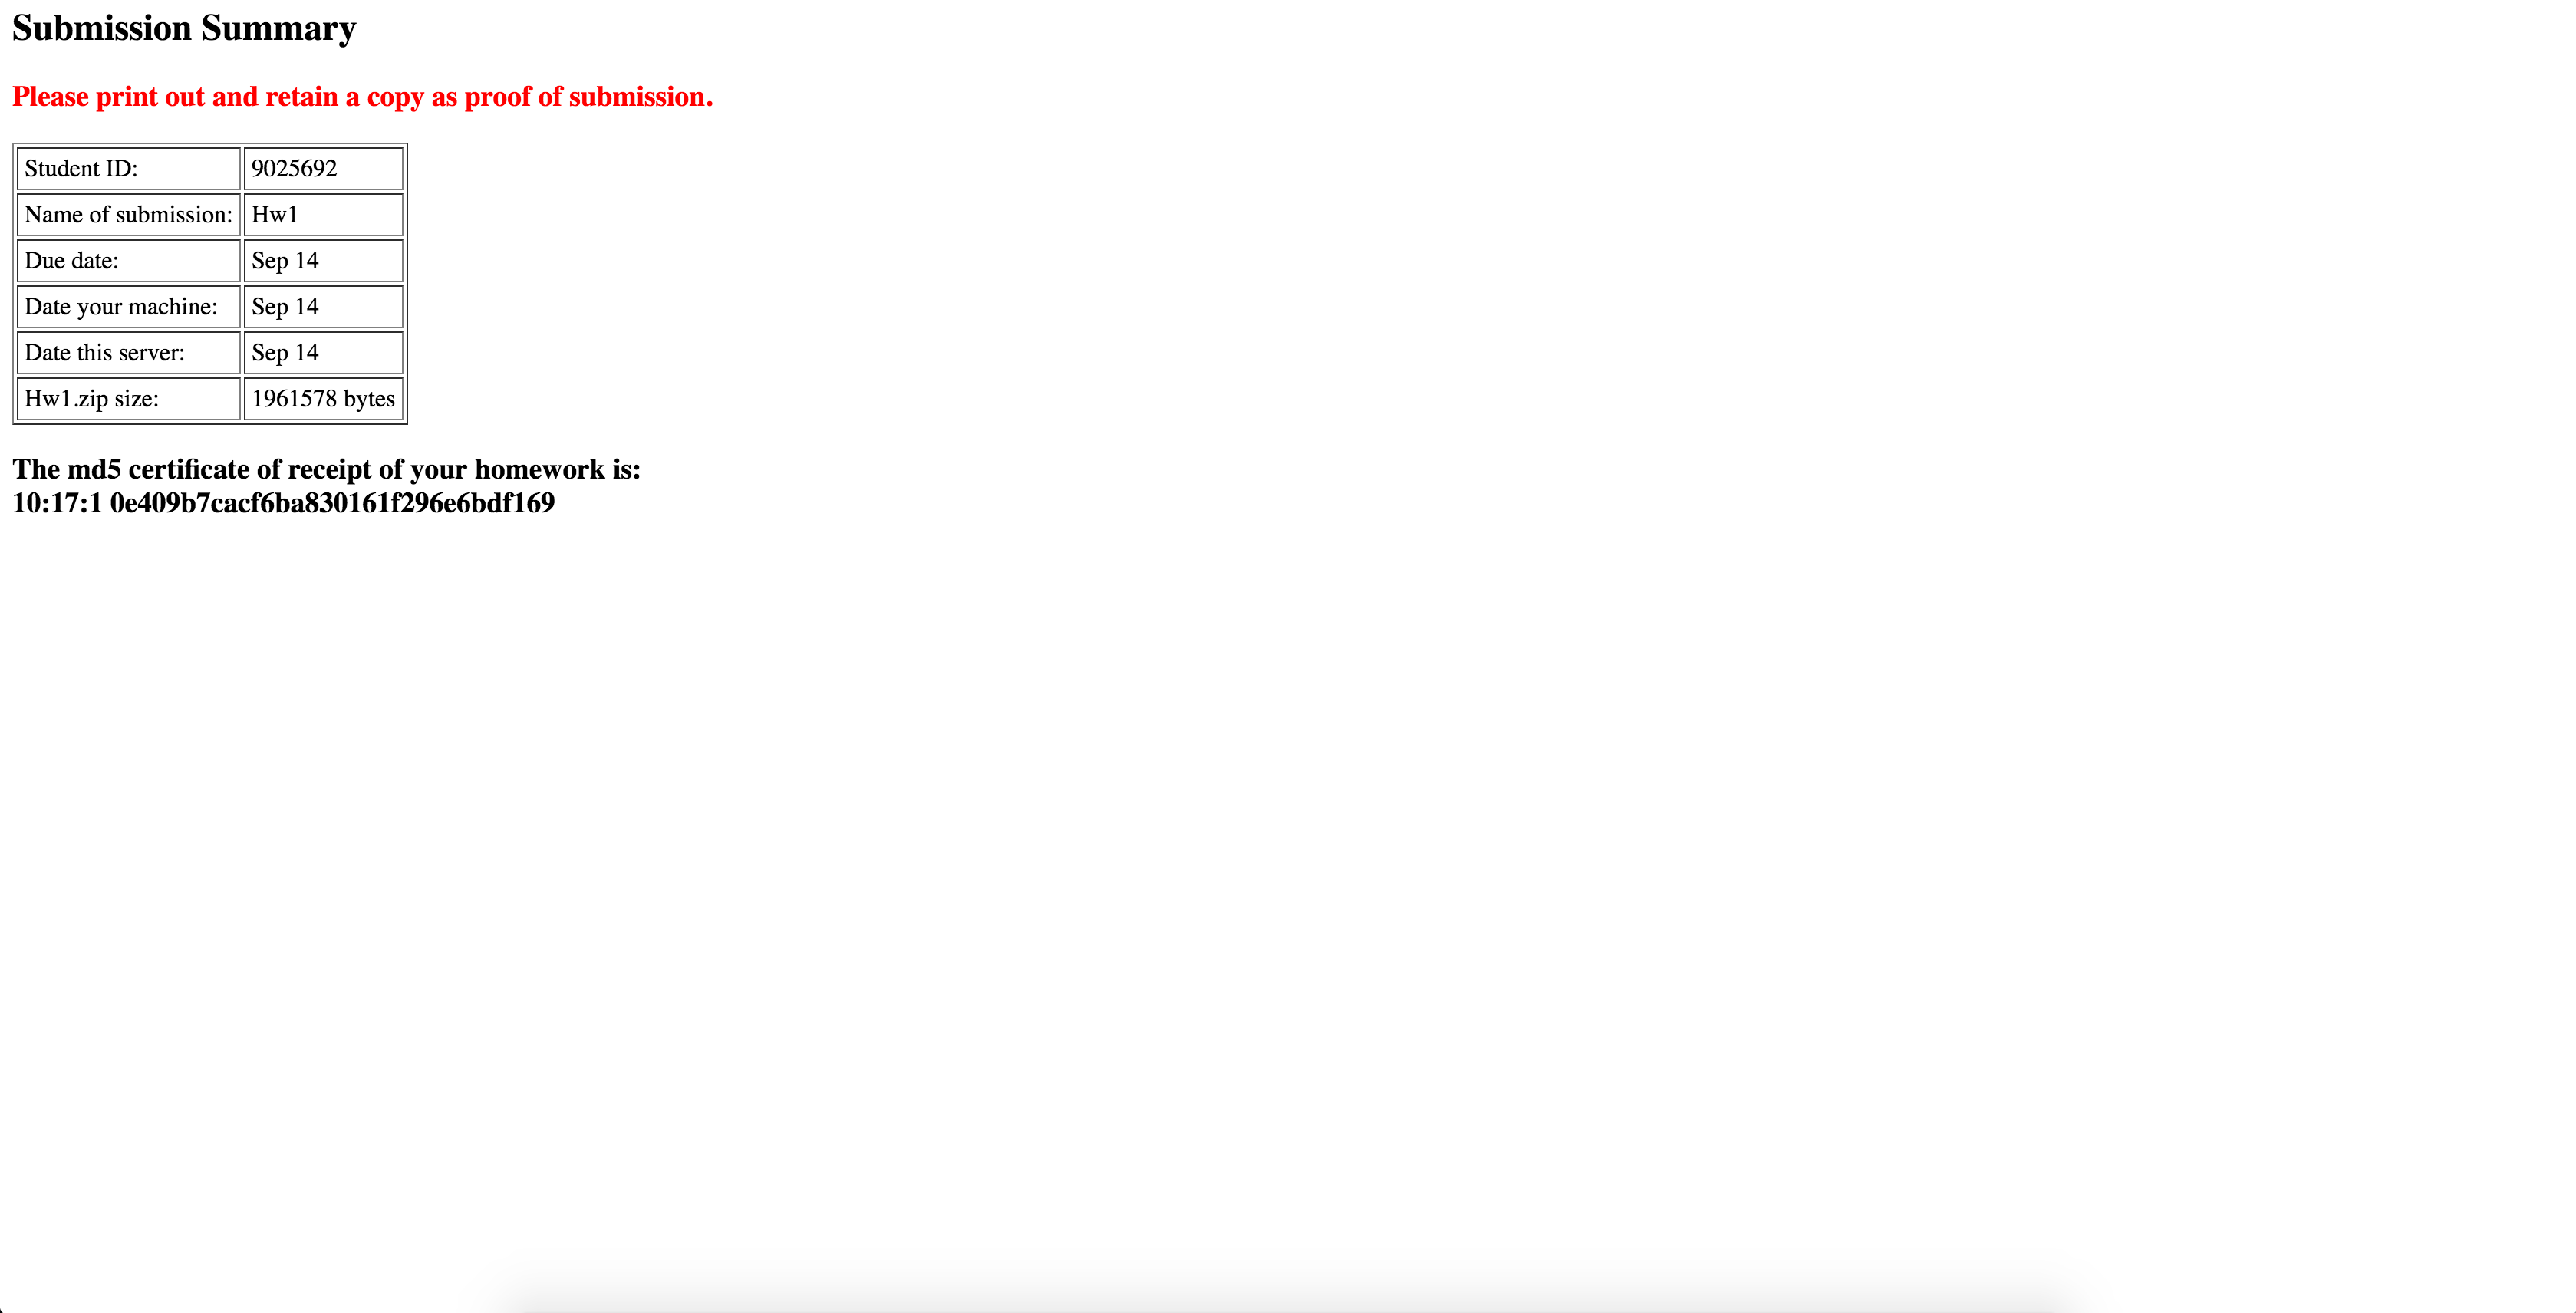 Submission Summary
Please print out and retain a copy as proof of submission.
Student ID: 9025692
Name of submission: Hw1
Due date: Sep 14
Date your machine: Sep 14
Date this server: Sep 14
Hw1.zip size: 1961578 bytes
The md5 certificate of receipt of your homework is:
10:17:1 0e409b7cacf6ba830161f296e6bdf169